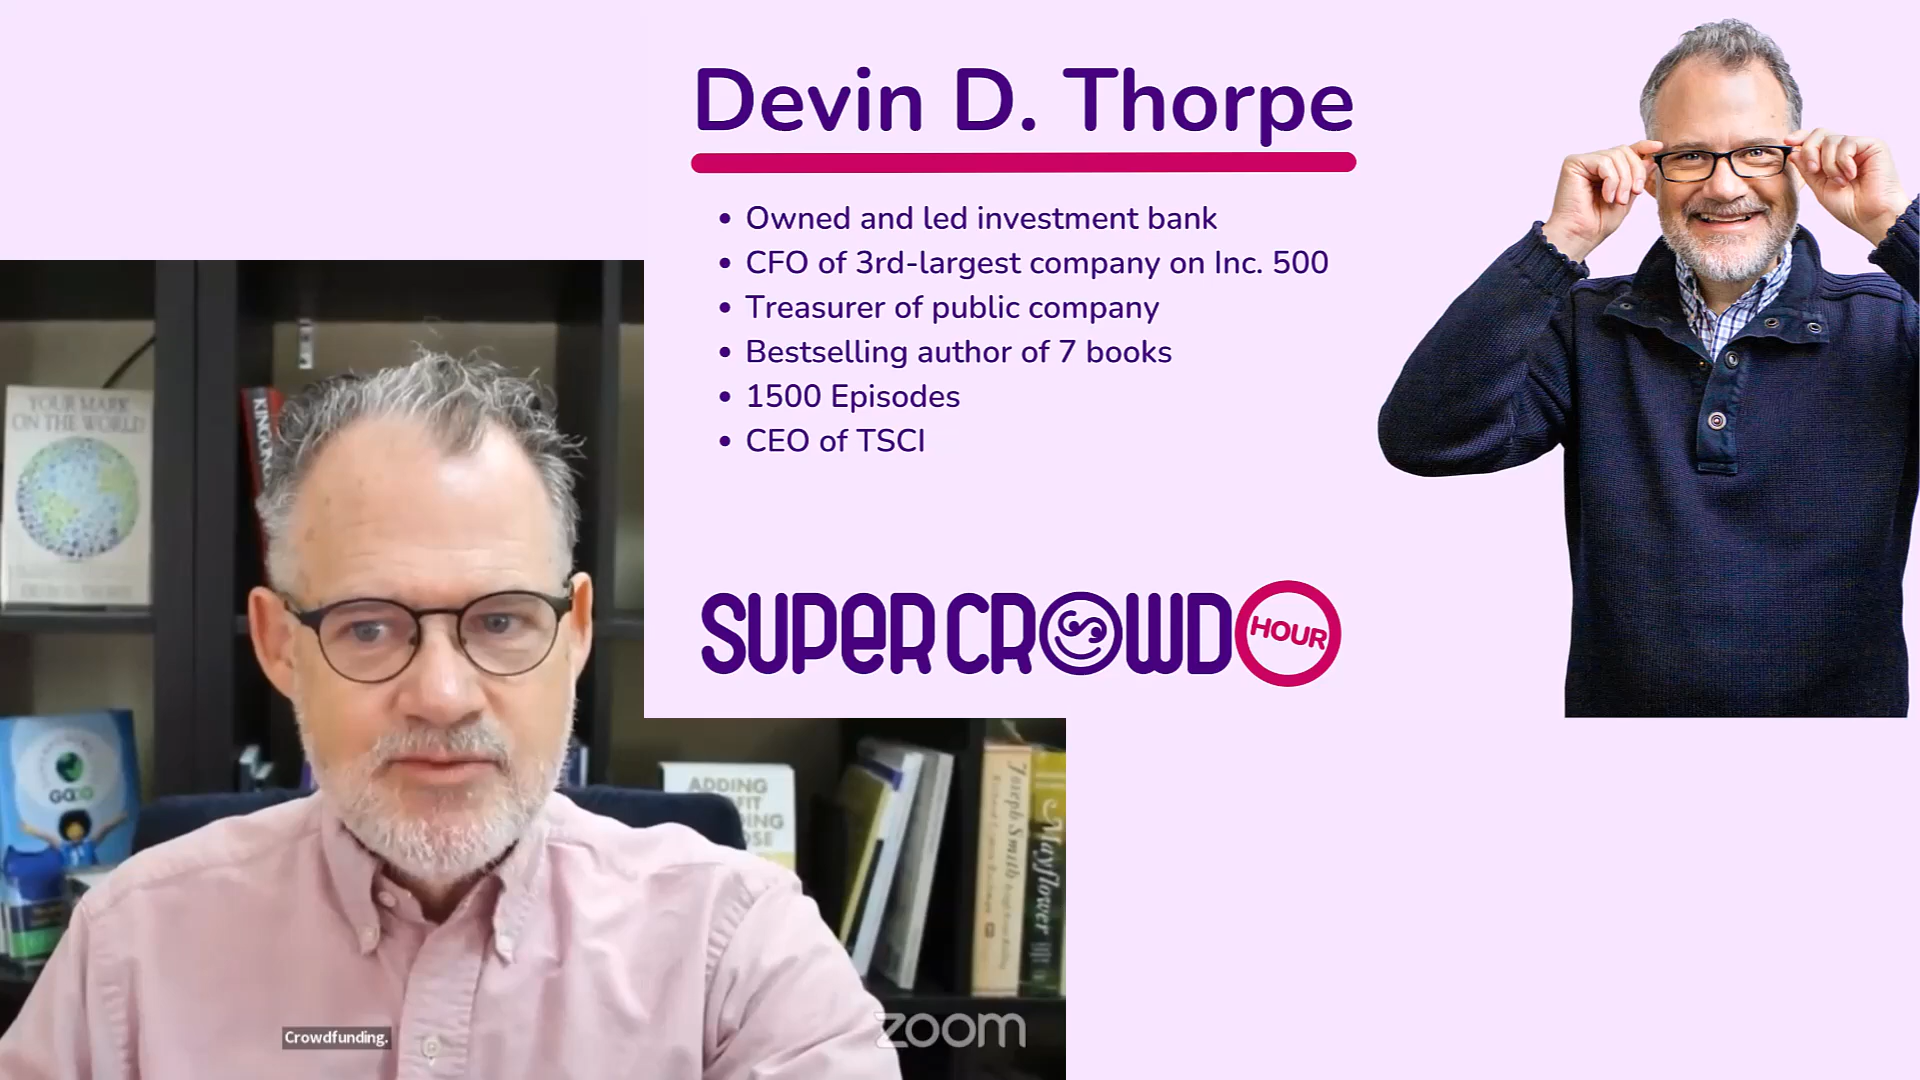 Devin D. Thorpe
• Owned and led investment bank
• CFO of 3rd-largest company on Inc. 500
• Treasurer of public company
• Bestselling author of 7 books
• 1500 Episodes
• CEO of TSCI
SUPERCROWD HOUR
YOUR MARK
ON THE WORLD
KINGPIN
GATO
ADDING
Joseph Smith
Mayflower
Crowdfunding.
zoom